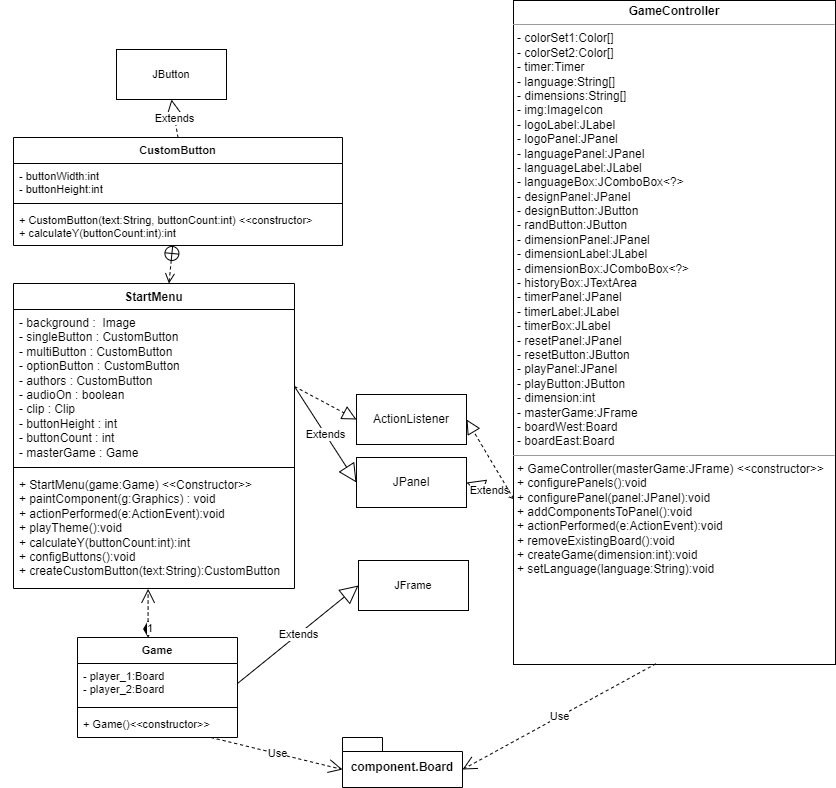 JButton
Extends
CustomButton
- buttonWidth:int
- buttonHeight:int
+ CustomButton(text:String, buttonCount:int) <<constructor>
+ calculateY(buttonCount:int):int
StartMenu
- background : Image
- singleButton : CustomButton
- multiButton : CustomButton
- optionButton : CustomButton
- authors : CustomButton
- audioOn : boolean
- clip : Clip
- buttonHeight : int
- buttonCount : int
- masterGame : Game
+ StartMenu(game:Game) <<Constructor>>
+ paintComponent(g:Graphics) : void
+ actionPerformed(e:ActionEvent):void
+ playTheme():void
+ calculateY(buttonCount:int):int
+ configButtons():void
+ createCustomButton(text:String):CustomButton
1
Game
- player_1:Board
- player_2:Board
+ Game()<<constructor>>
ActionListener
Extends
JPanel
Extends
JFrame
Extends
Use
component.Board
Use
GameController
- colorSet1:Color[]
- colorSet2:Color[]
- timer:Timer
- language:String[]
- dimensions:String[]
- img:ImageIcon
- logoLabel:JLabel
- logoPanel:JPanel
- languagePanel:JPanel
- languageLabel:JLabel
- languageBox:JComboBox<?>
- designPanel:JPanel
- designButton:JButton
- randButton:JButton
- dimensionPanel:JPanel
- dimensionLabel:JLabel
- dimensionBox:JComboBox<?>
- historyBox:JTextArea
- timerPanel:JPanel
- timerLabel:JLabel
- timerBox:JLabel
- resetPanel:JPanel
- resetButton:JButton
- playPanel:JPanel
- playButton:JButton
- dimension:int
- masterGame:JFrame
- boardWest:Board
- boardEast:Board
+ GameController(masterGame:JFrame) <<constructor>>
+ configurePanels():void
+ configurePanel(panel:JPanel):void
+ addComponentsToPanel():void
+ actionPerformed(e:ActionEvent):void
+ removeExistingBoard():void
+ createGame(dimension:int):void
+ setLanguage(language:String):void